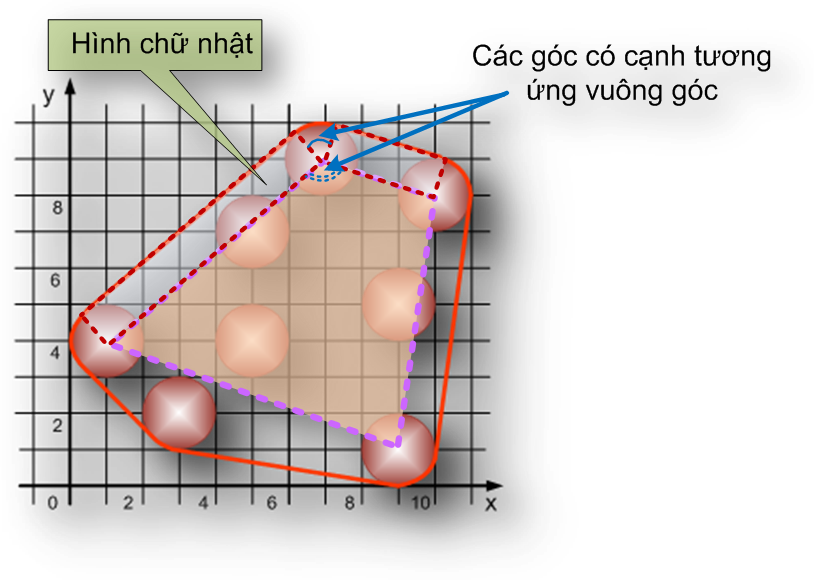 Hình chữ nhật
Các góc có cạnh tương
ứng vuông góc
y
8
6
4
2
0 2 4 6 8 10 x